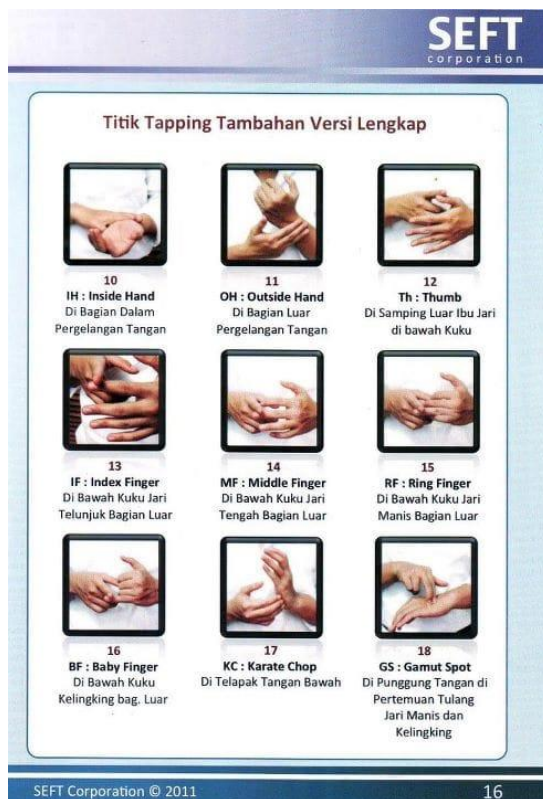 SEFT
corporation
Titik Tapping Tambahan Versi Lengkap
10
IH : Inside Hand
Di Bagian Dalam
Pergelangan Tangan
11
OH : Outside Hand
Di Bagian Luar
Pergelangan Tangan
12
Th : Thumb
Di Samping Luar Ibu Jari
di bawah Kuku
13
IF : Index Finger
Di Bawah Kuku Jari
Telunjuk Bagian Luar
14
MF : Middle Finger
Di Bawah Kuku Jari
Tengah Bagian Luar
15
RF : Ring Finger
Di Bawah Kuku Jari
Manis Bagian Luar
16
BF : Baby Finger
Di Bawah Kuku
Kelingking bag. Luar
17
KC : Karate Chop
Di Telapak Tangan Bawah
18
GS : Gamut Spot
Di Punggung Tangan di
Pertemuan Tulang
Jari Manis dan
Kelingking
SEFT Corporation © 2011
16